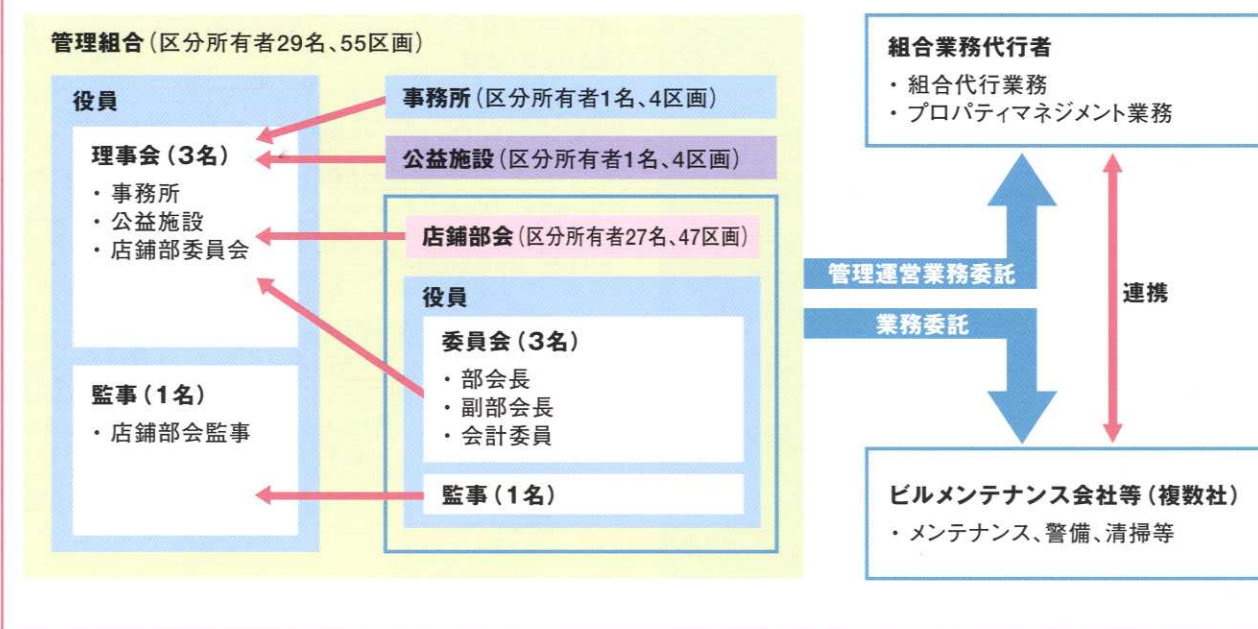 管理組合（区分所有者29名、55区画）
役員
理事会（3名）
・事務所
・公益施設
・店舗部委員会
監事（1名）
・店舗部会監事
事務所（区分所有者1名、4区画）
公益施設（区分所有者1名、4区画）
店舗部会（区分所有者27名、47区画）
役員
委員会（3名）
・部会長
・副部会長
・会計委員
監事（1名）
管理運営業務委託
業務委託
組合業務代行者
・組合代行業務
・プロパティマネジメント業務
連携
ビルメンテナンス会社等（複数社）
・メンテナンス、警備、清掃等